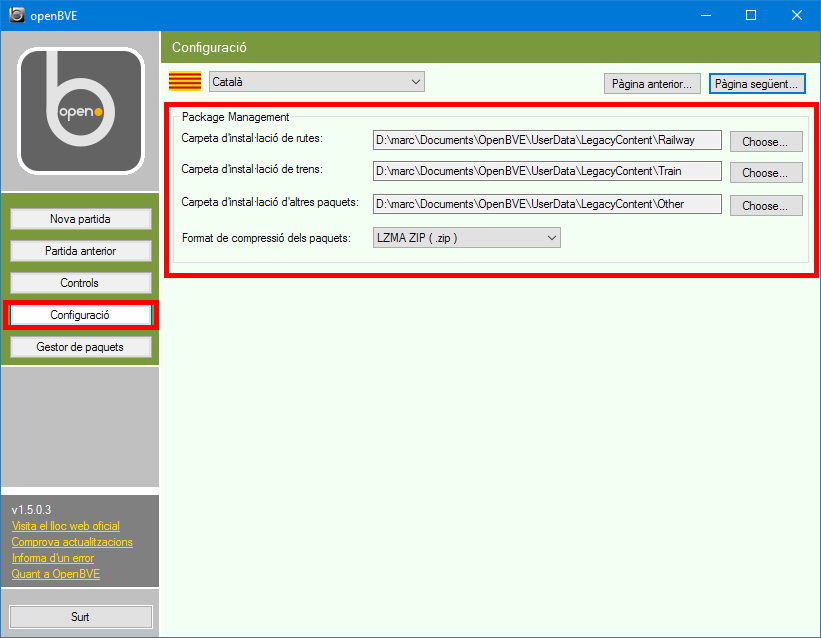 openBVE
open
Configuració
Català
Pàgina anterior...
Pàgina següent...
Package Management
Carpeta d'instal·lació de rutes:
D:\marc\Documents\OpenBVE\UserData\LegacyContent\Railway
Choose...
Carpeta d'instal·lació de trens:
D:\marc\Documents\OpenBVE\UserData\LegacyContent\Train
Choose...
Carpeta d'instal·lació d'altres paquets:
D:\marc\Documents\OpenBVE\UserData\LegacyContent\Other
Choose...
Format de compressió dels paquets:
LZMA ZIP ( .zip )
Nova partida
Partida anterior
Controls
Configuració
Gestor de paquets
v1.5.0.3
Visita el lloc web oficial
Comprova actualitzacions
Informa d'un error
Quant a OpenBVE
Surt